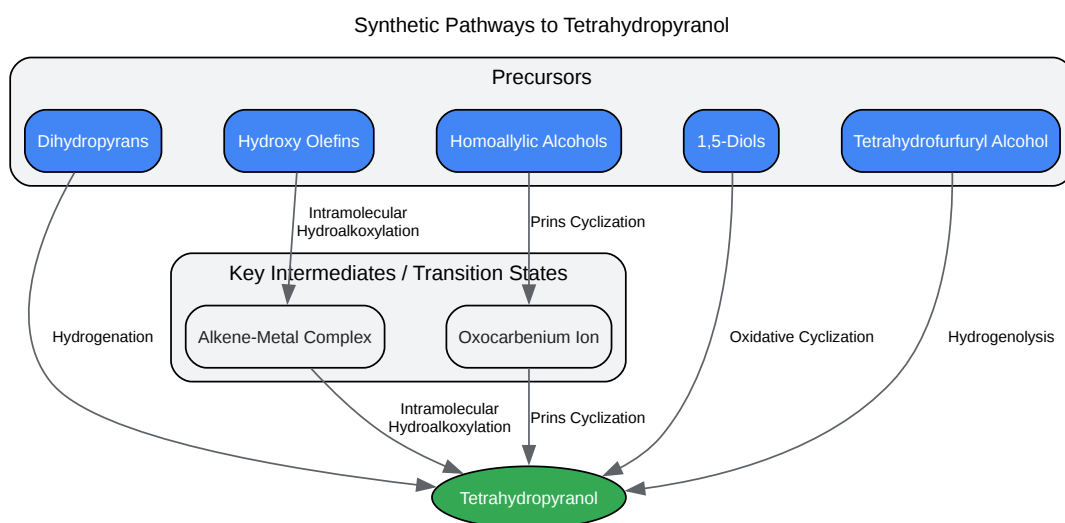 Synthetic Pathways to Tetrahydropyranol
Precursors
Dihydropyrans
Hydroxy Olefins
Homoallylic Alcohols
1,5-Diols
Tetrahydrofurfuryl Alcohol
Intramolecular
Hydroalkoxylation
Prins Cyclization
Key Intermediates / Transition States
Alkene-Metal Complex
Oxocarbenium Ion
Hydrogenation
Oxidative Cyclization
Hydrogenolysis
Intramolecular
Hydroalkoxylation
Prins Cyclization
Tetrahydropyranol